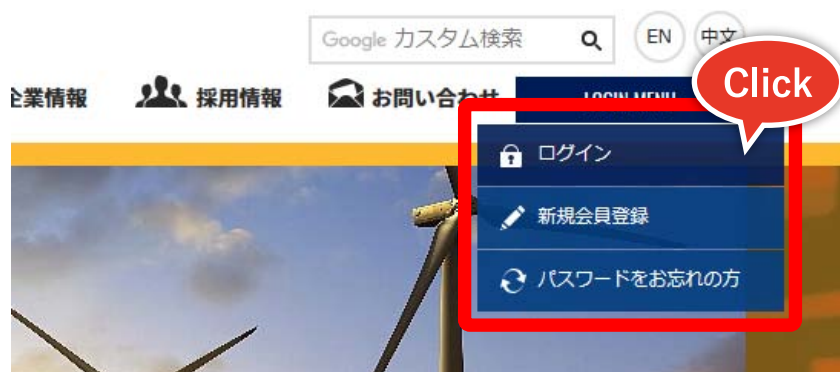 Google カスタム検索
EN
中文
企業情報
採用情報
お問い合わせ
LOGIN MENU
Click
ログイン
新規会員登録
パスワードをお忘れの方